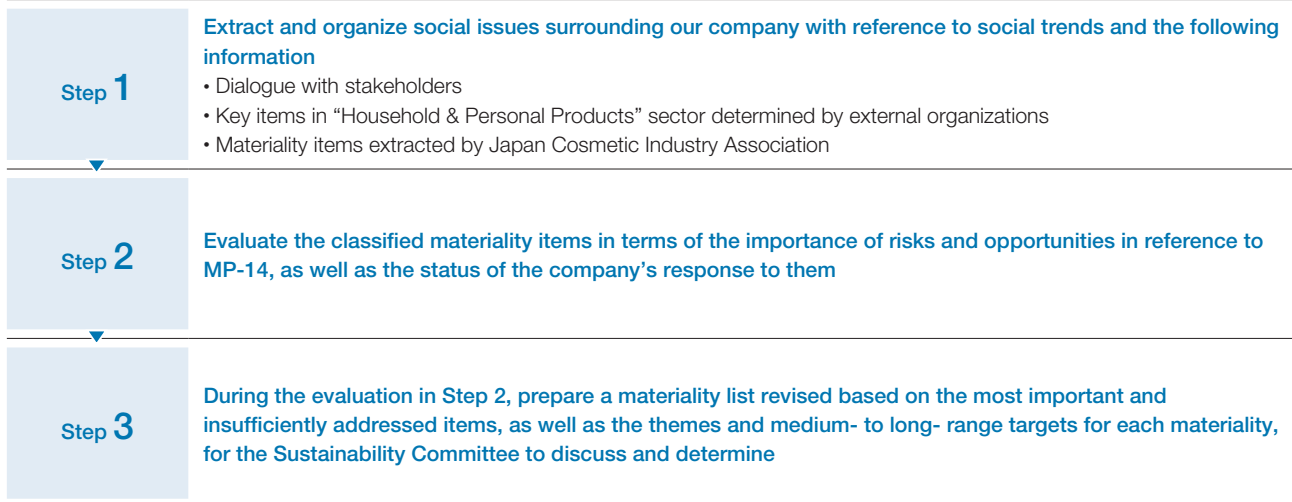 Step 1
Extract and organize social issues surrounding our company with reference to social trends and the following
information
• Dialogue with stakeholders
• Key items in “Household & Personal Products” sector determined by external organizations
• Materiality items extracted by Japan Cosmetic Industry Association
Step 2
Evaluate the classified materiality items in terms of the importance of risks and opportunities in reference to
MP-14, as well as the status of the company’s response to them
Step 3
During the evaluation in Step 2, prepare a materiality list revised based on the most important and
insufficiently addressed items, as well as the themes and medium- to long- range targets for each materiality,
for the Sustainability Committee to discuss and determine